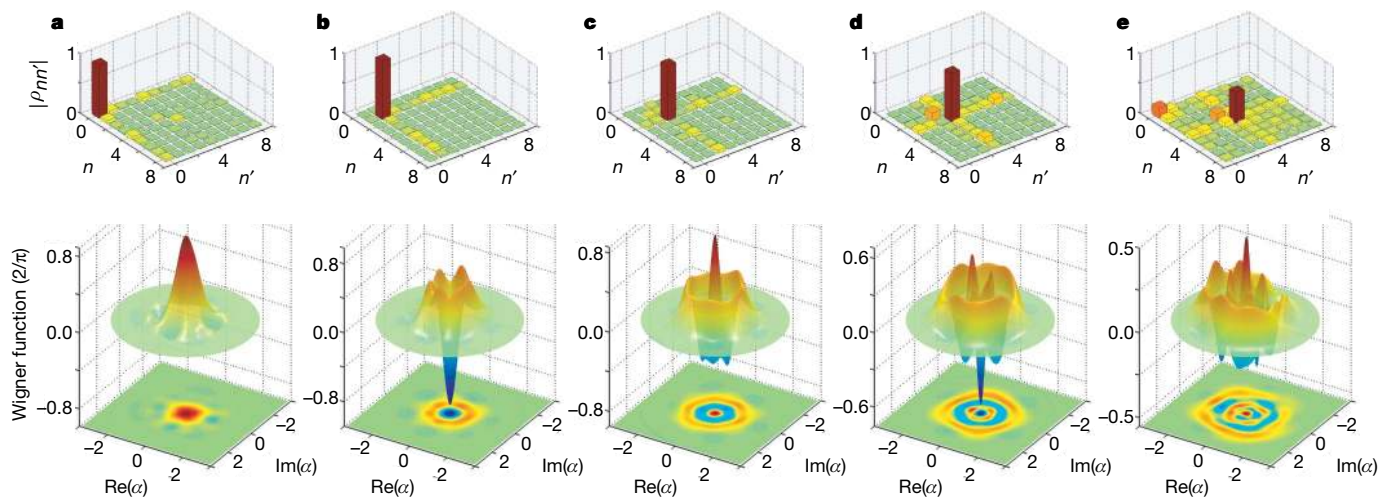 a b c d e
1 1 1 1 1
|ρnn′|
0 0 0 0 0
0 4 8 n 0 4 8 n′
0 4 8 n 0 4 8 n′
0 4 8 n 0 4 8 n′
0 4 8 n 0 4 8 n′
0 4 8 n 0 4 8 n′
Wigner function (2/π)
0.8 0.8 0.8 0.6 0.5
0.0 0.0 0.0 0.0 0.0
−0.8 −0.8 −0.8 −0.6 −0.5
−2 0 2 −2 0 2
−2 0 2 −2 0 2
−2 0 2 −2 0 2
−2 0 2 −2 0 2
−2 0 2 −2 0 2
Re(α) Im(α) Re(α) Im(α) Re(α) Im(α) Re(α) Im(α) Re(α) Im(α)